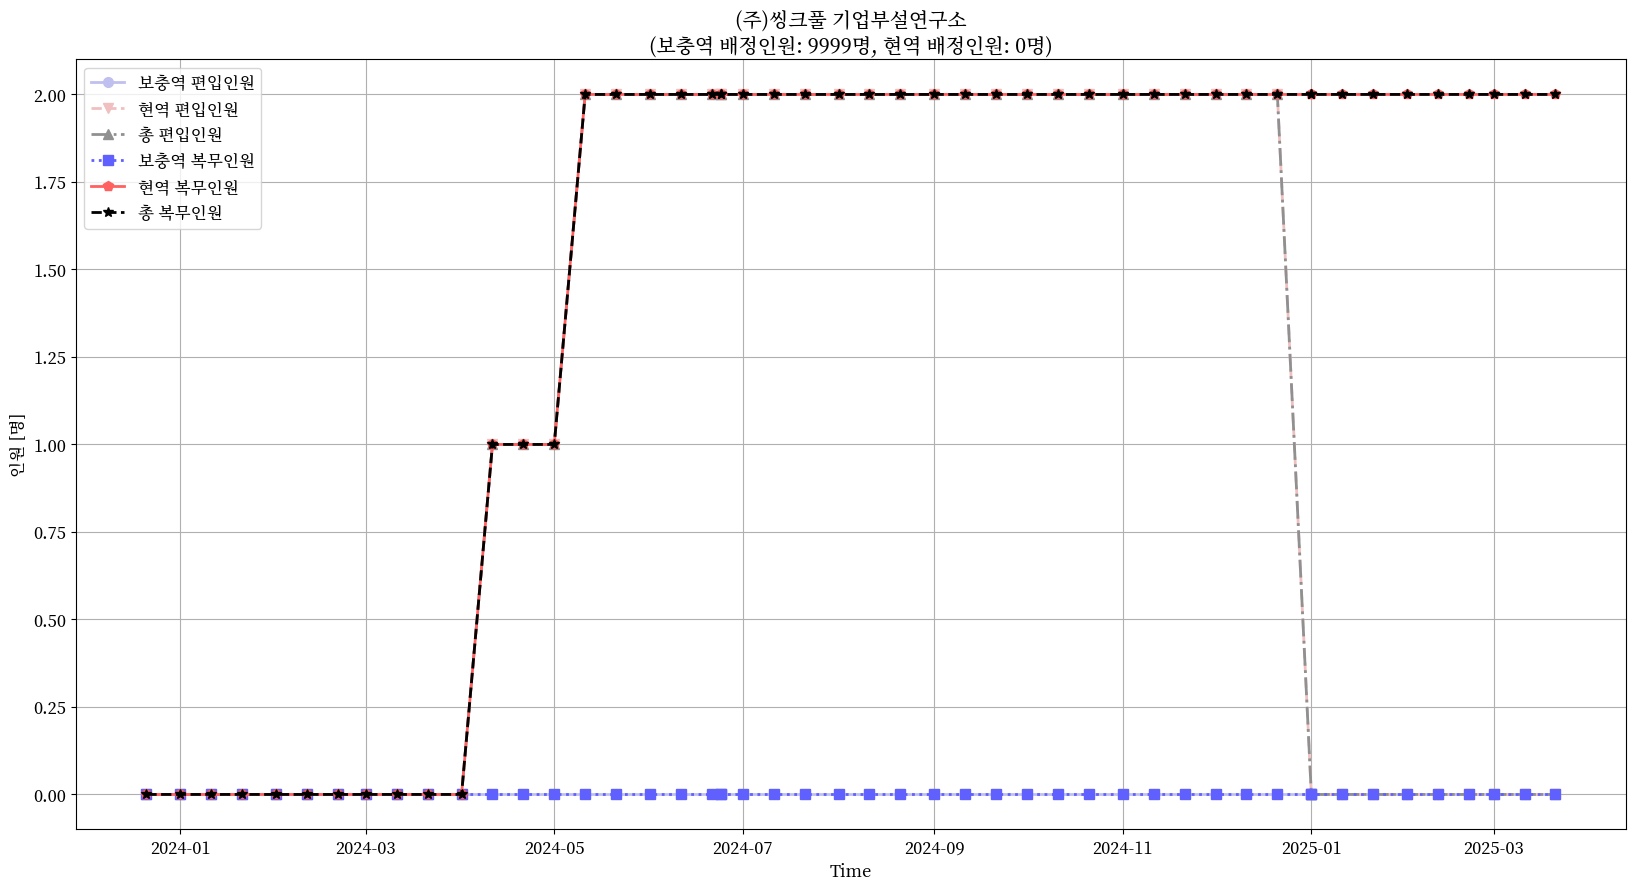 (주)씽크풀 기업부설연구소
(보충역 배정인원: 9999명, 현역 배정인원: 0명)
보충역 편입인원
현역 편입인원
총 편입인원
보충역 복무인원
현역 복무인원
총 복무인원
2.00
1.75
1.50
1.25
1.00
0.75
0.50
0.25
0.00
인원 [명]
2024-01 2024-03 2024-05 2024-07 2024-09 2024-11 2025-01 2025-03
Time